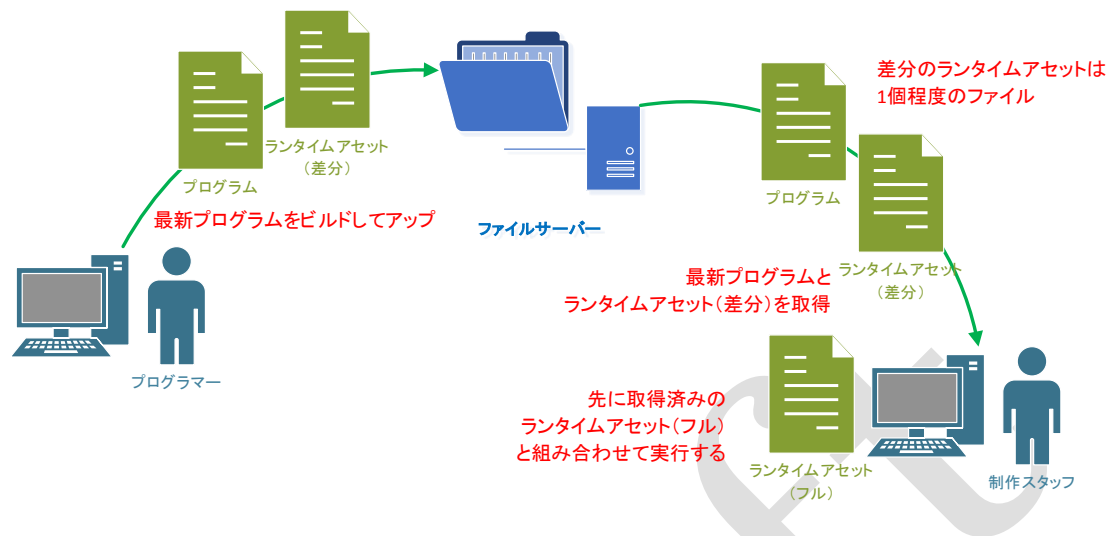 ランタイムアセット
（差分）
プログラム
最新プログラムをビルドしてアップ
プログラマー
ファイルサーバー
差分のランタイムアセットは
1個程度のファイル
プログラム
ランタイムアセット
（差分）
最新プログラムと
ランタイムアセット（差分）を取得
先に取得済みの
ランタイムアセット（フル）
と組み合わせて実行する
ランタイムアセット
（フル）
制作スタッフ